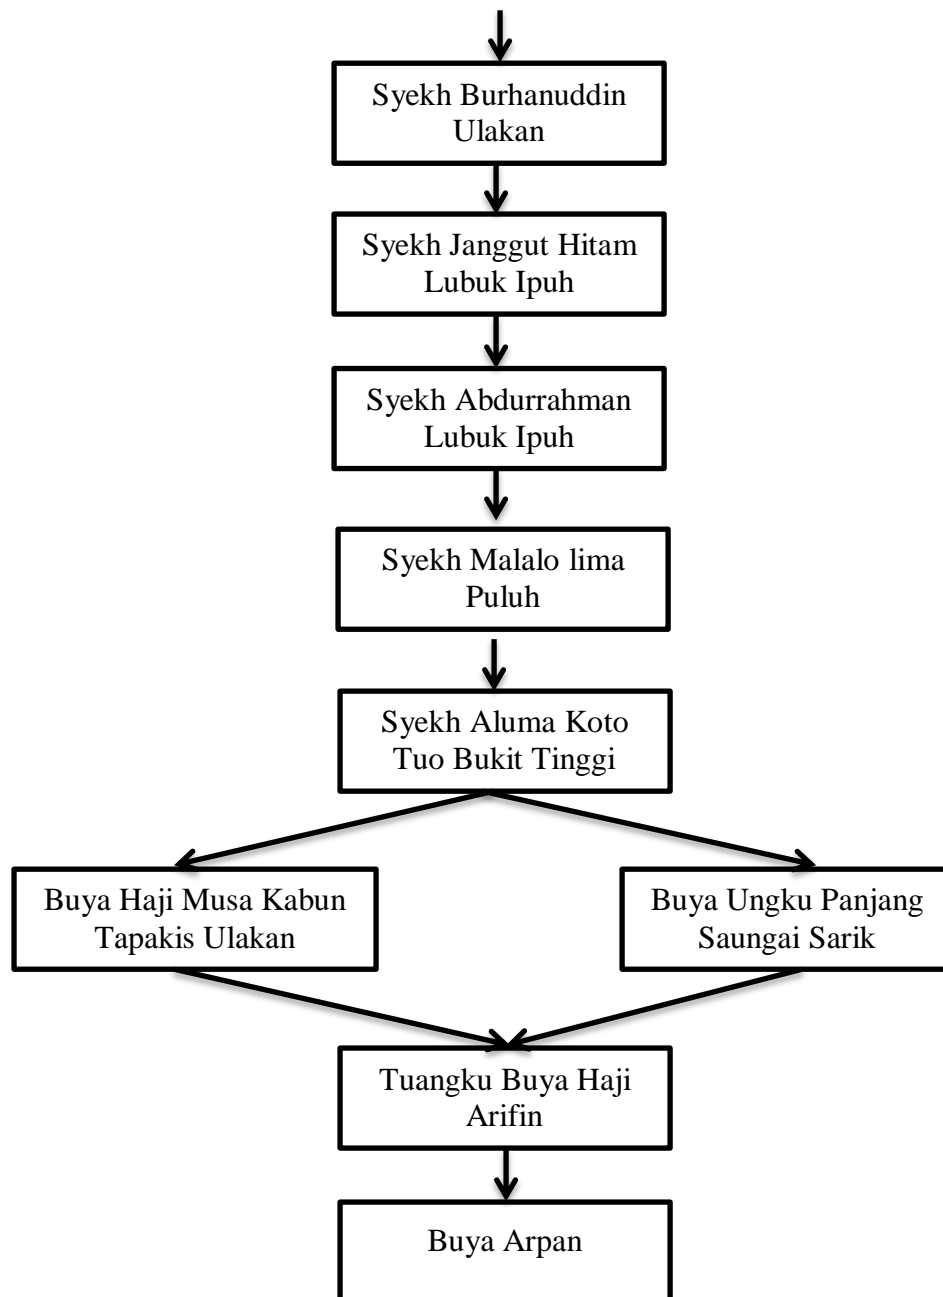 Syekh Burhanuddin
Ulakan
Syekh Janggut Hitam
Lubuk Ipuh
Syekh Abdurrahman
Lubuk Ipuh
Syekh Malalo lima
Puluh
Syekh Aluma Koto
Tuo Bukit Tinggi
Buya Haji Musa Kabun
Tapakis Ulakan
Buya Ungku Panjang
Saungai Sarik
Tuangku Buya Haji
Arifin
Buya Arpan